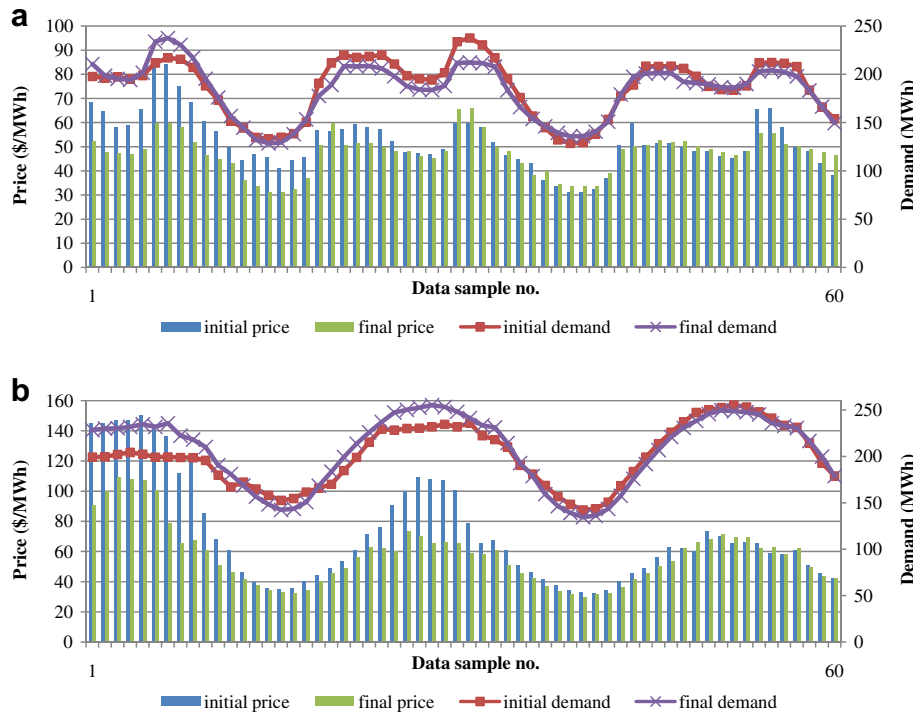 a
100
90
80
70
60
50
40
30
20
10
0
Price ($/MWh)
250
200
150
100
50
0
Demand (MW)
1
Data sample no.
60
initial price
final price
initial demand
final demand
b
160
140
120
100
80
60
40
20
0
Price ($/MWh)
250
200
150
100
50
0
Demand (MW)
1
Data sample no.
60
initial price
final price
initial demand
final demand